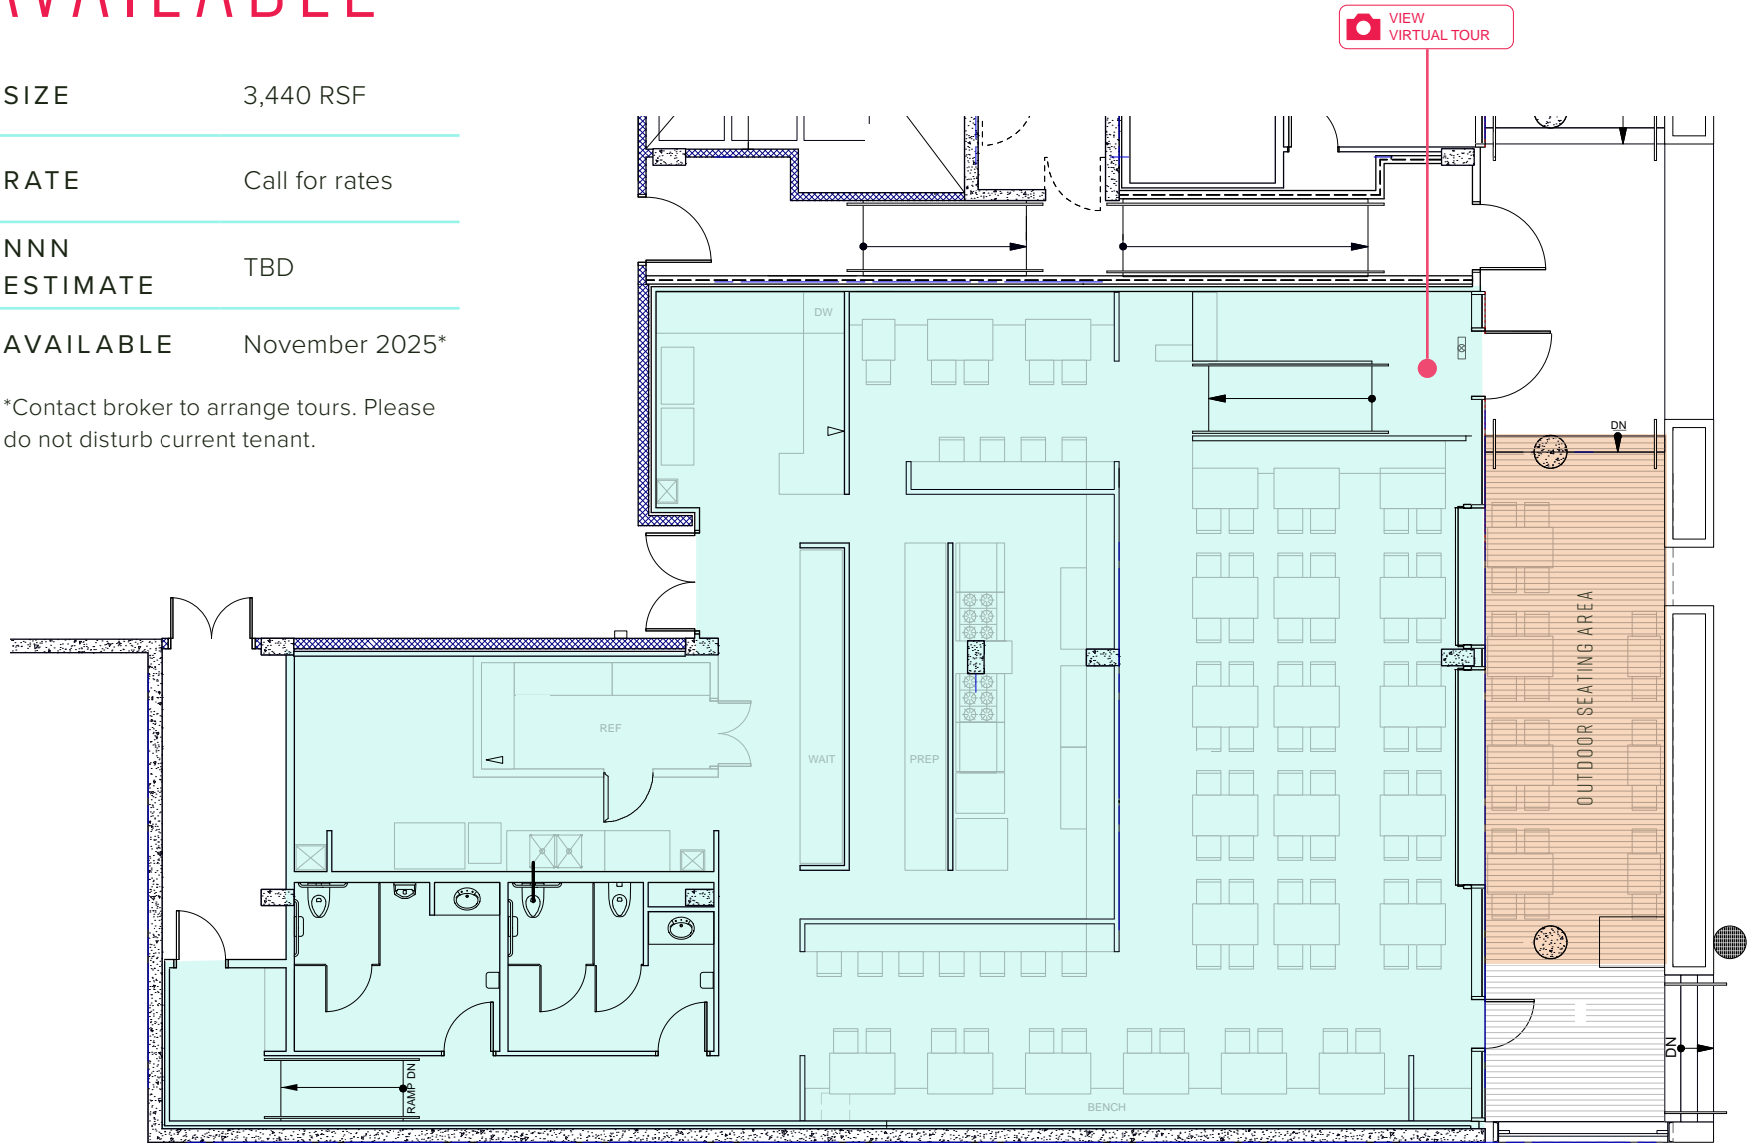 AVAILABLE
VIEW
VIRTUAL TOUR
SIZE 3,440 RSF
RATE Call for rates
NNN
ESTIMATE TBD
AVAILABLE November 2025*
*Contact broker to arrange tours. Please
do not disturb current tenant.
DW
DN
OUTDOOR SEATING AREA
REF
WAIT
PREP
DN
RAMP DN
BENCH